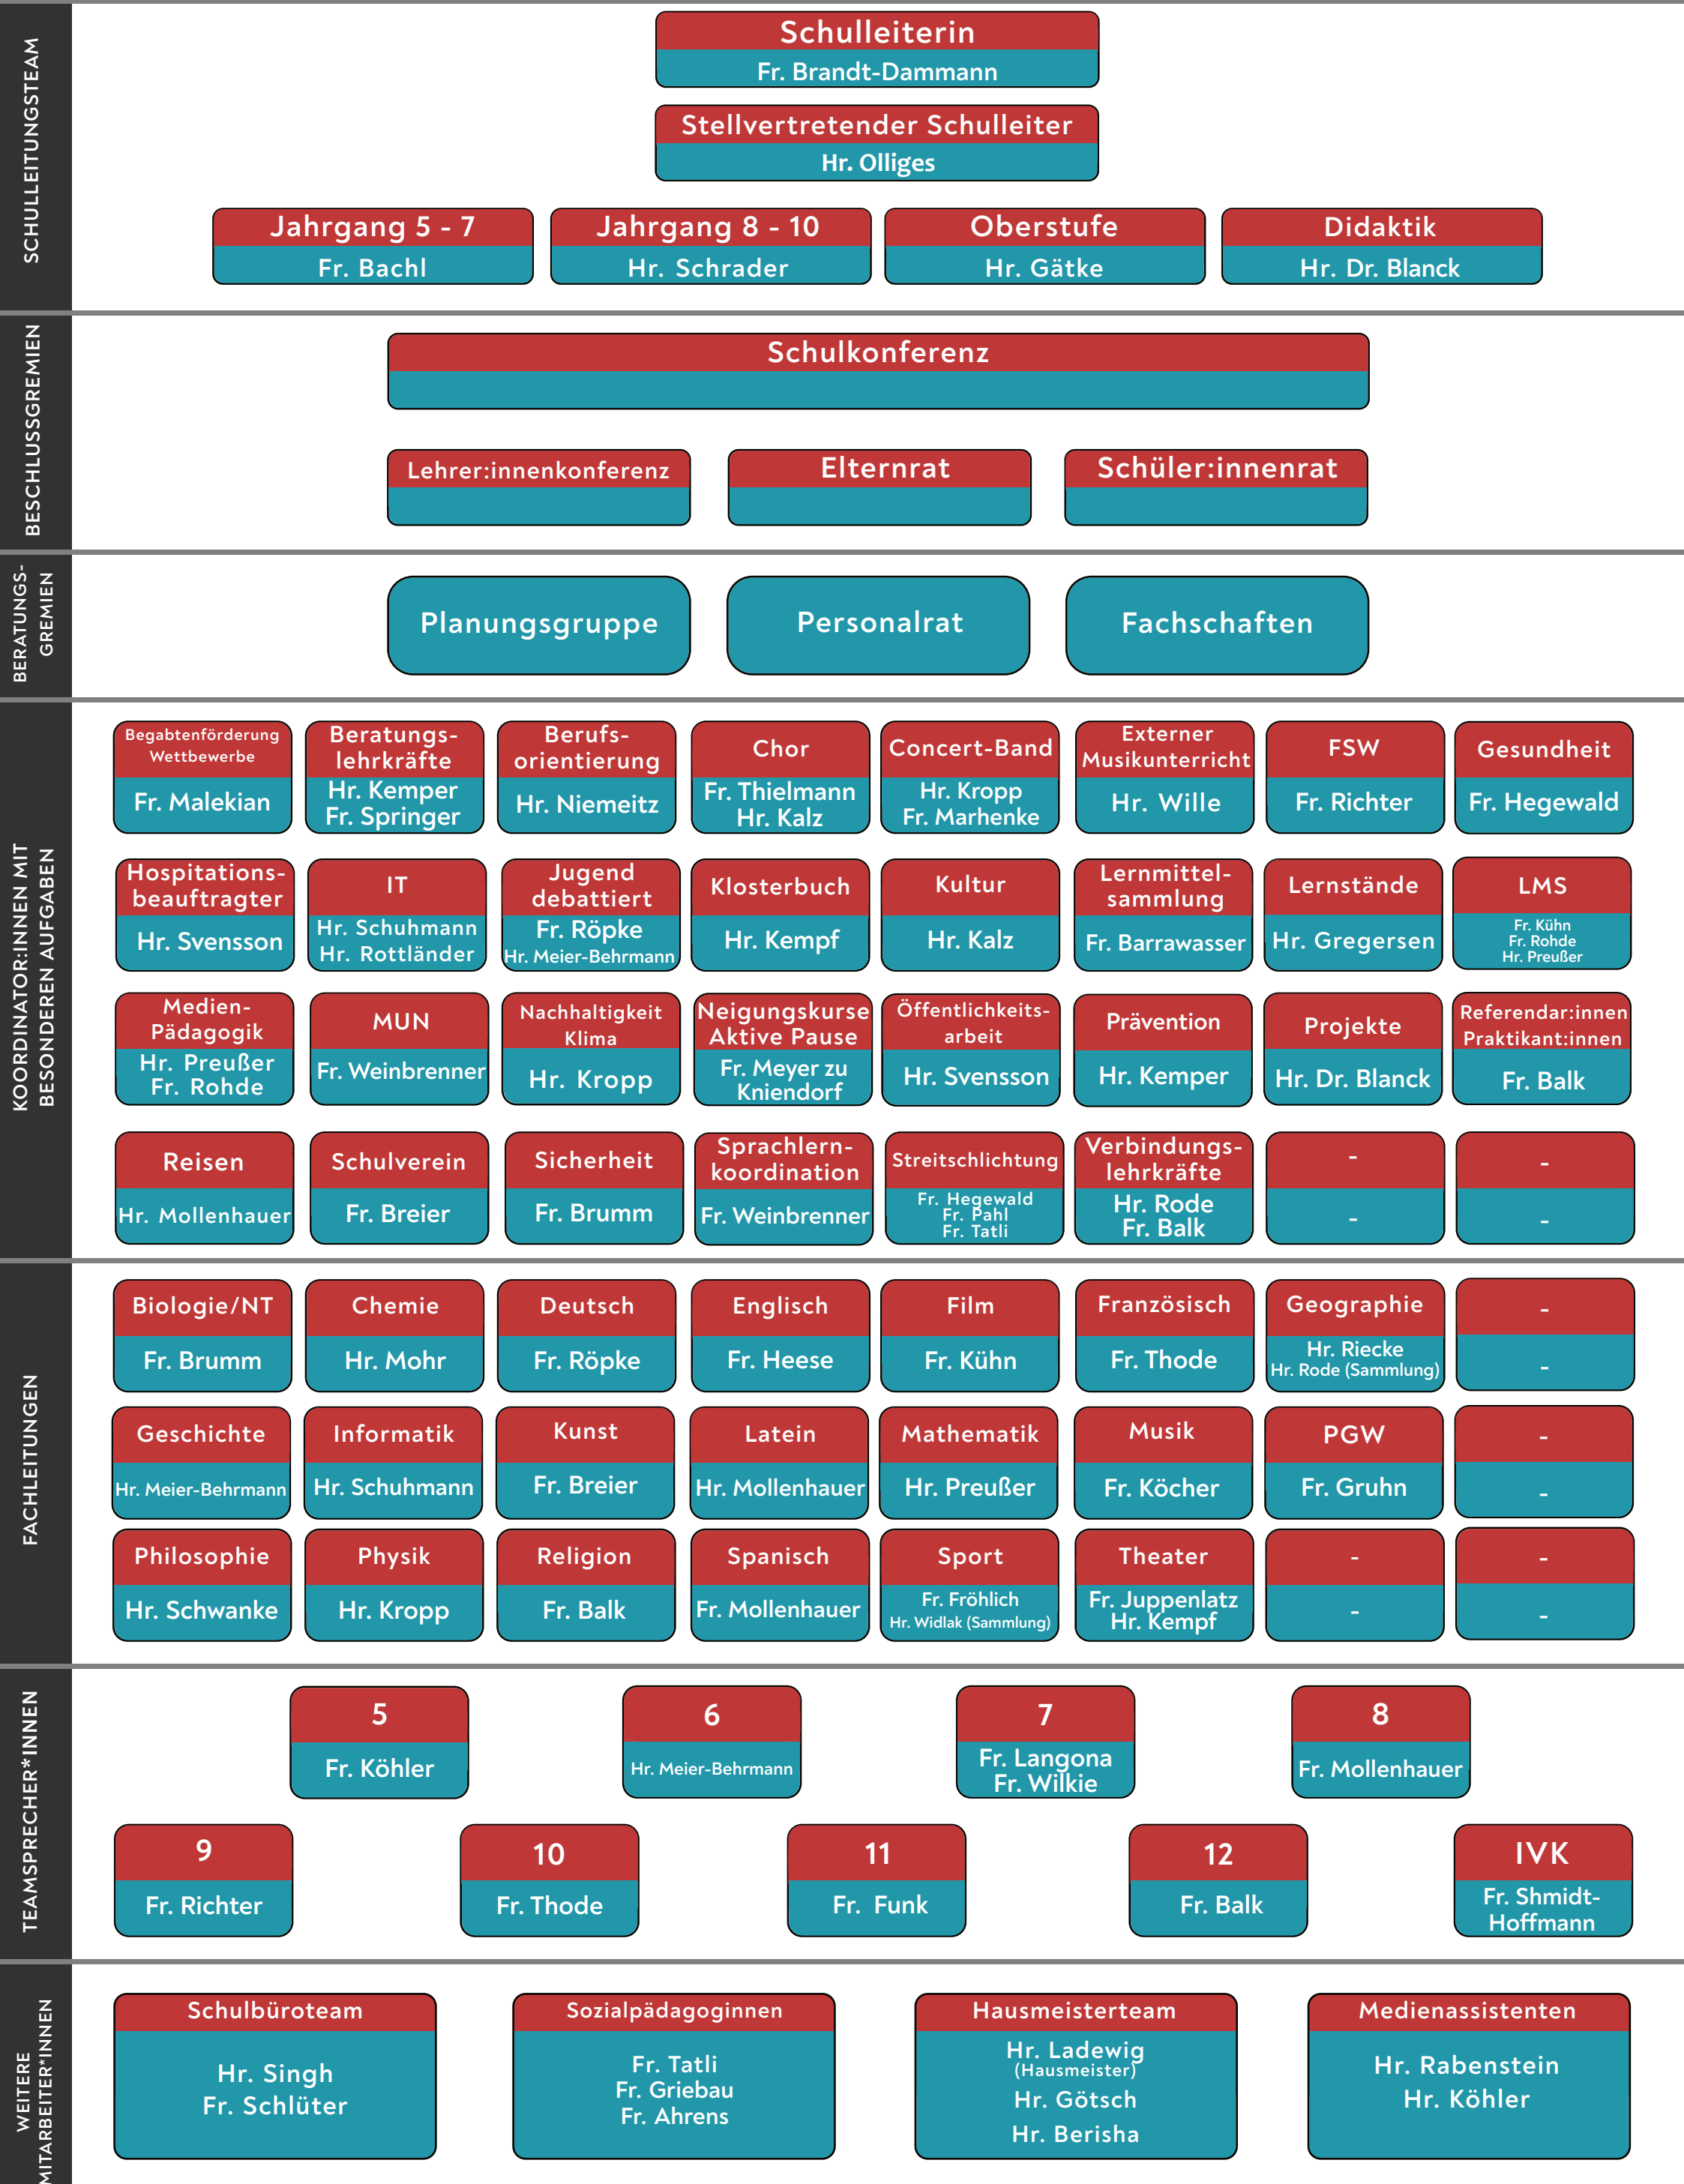 SCHULLEITUNGSTEAM
Schulleiterin
Fr. Brandt-Dammann
Stellvertretender Schulleiter
Hr. Olliges
Jahrgang 5 - 7
Fr. Bachl
Jahrgang 8 - 10
Hr. Schrader
Oberstufe
Hr. Gätke
Didaktik
Hr. Dr. Blanck
BESCHLUSSGREMIEN
Schulkonferenz
Lehrer:innenkonferenz
Elternrat
Schüler:innenrat
BERATUNGS-
GREMIEN
Planungsgruppe
Personalrat
Fachschaften
KOORDINATOR:INNEN MIT
BESONDEREN AUFGABEN
Begabtenförderung
Wettbewerbe
Fr. Malekian
Beratungs-
lehrkräfte
Hr. Kemper
Fr. Springer
Berufs-
orientierung
Hr. Niemeitz
Chor
Fr. Thielmann
Hr. Kalz
Concert-Band
Hr. Kropp
Fr. Marhenke
Externer
Musikunterricht
Hr. Wille
FSW
Fr. Richter
Gesundheit
Fr. Hegewald
Hospitations-
beauftragter
Hr. Svensson
IT
Hr. Schuhmann
Hr. Rottländer
Jugend
debattiert
Fr. Röpke
Hr. Meier-Behrmann
Klosterbuch
Hr. Kempf
Kultur
Hr. Kalz
Lernmittel-
sammlung
Fr. Barrawasser
Lernstände
Hr. Gregersen
LMS
Fr. Kühn
Fr. Rohde
Hr. Preußer
Medien-
Pädagogik
Hr. Preußer
Fr. Rohde
MUN
Fr. Weinbrenner
Nachhaltigkeit
Klima
Hr. Kropp
Neigungskurse
Aktive Pause
Fr. Meyer zu
Kniendorf
Öffentlichkeits-
arbeit
Hr. Svensson
Prävention
Hr. Kemper
Projekte
Hr. Dr. Blanck
Referendar:innen
Praktikant:innen
Fr. Balk
Reisen
Hr. Mollenhauer
Schulverein
Fr. Breier
Sicherheit
Fr. Brumm
Sprachlern-
koordination
Fr. Weinbrenner
Streitschlichtung
Fr. Hegewald
Fr. Pahl
Fr. Tatli
Verbindungs-
lehrkräfte
Hr. Rode
Fr. Balk
-
-
-
-
FACHLEITUNGEN
Biologie/NT
Fr. Brumm
Chemie
Hr. Mohr
Deutsch
Fr. Röpke
Englisch
Fr. Heese
Film
Fr. Kühn
Französisch
Fr. Thode
Geographie
Hr. Riecke
Hr. Rode (Sammlung)
-
-
Geschichte
Hr. Meier-Behrmann
Informatik
Hr. Schuhmann
Kunst
Fr. Breier
Latein
Hr. Mollenhauer
Mathematik
Hr. Preußer
Musik
Fr. Köcher
PGW
Fr. Gruhn
-
-
Philosophie
Hr. Schwanke
Physik
Hr. Kropp
Religion
Fr. Balk
Spanisch
Fr. Mollenhauer
Sport
Fr. Fröhlich
Hr. Widlak (Sammlung)
Theater
Fr. Juppenlatz
Hr. Kempf
-
-
-
-
TEAMSPRECHER*INNEN
5
Fr. Köhler
6
Hr. Meier-Behrmann
7
Fr. Langona
Fr. Wilkie
8
Fr. Mollenhauer
9
Fr. Richter
10
Fr. Thode
11
Fr. Funk
12
Fr. Balk
IVK
Fr. Shmidt-
Hoffmann
WEITERE
MITARBEITER*INNEN
Schulbüroteam
Hr. Singh
Fr. Schlüter
Sozialpädagoginnen
Fr. Tatli
Fr. Griebau
Fr. Ahrens
Hausmeisterteam
Hr. Ladewig
(Hausmeister)
Hr. Götsch
Hr. Berisha
Medienassistenten
Hr. Rabenstein
Hr. Köhler